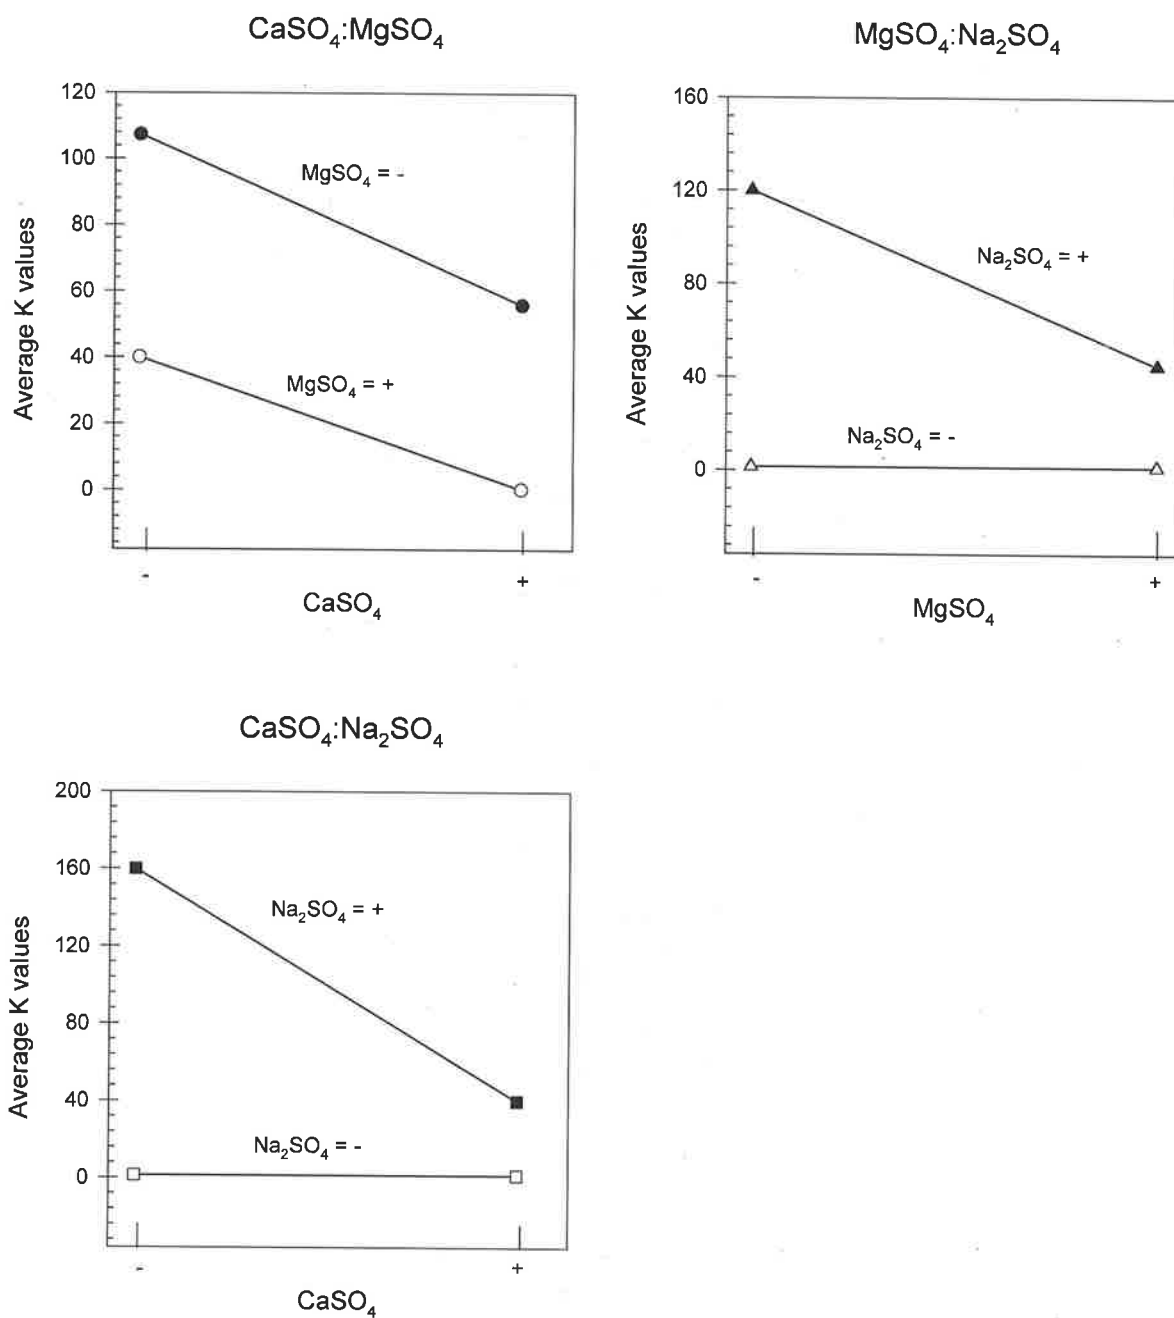 CaSO₄:MgSO₄
120
100
80
60
40
20
0
Average K values
MgSO₄ = -
MgSO₄ = +
-
+
CaSO₄
MgSO₄:Na₂SO₄
160
120
80
40
0
Average K values
Na₂SO₄ = +
Na₂SO₄ = -
-
+
MgSO₄
CaSO₄:Na₂SO₄
200
160
120
80
40
0
Average K values
Na₂SO₄ = +
Na₂SO₄ = -
-
+
CaSO₄